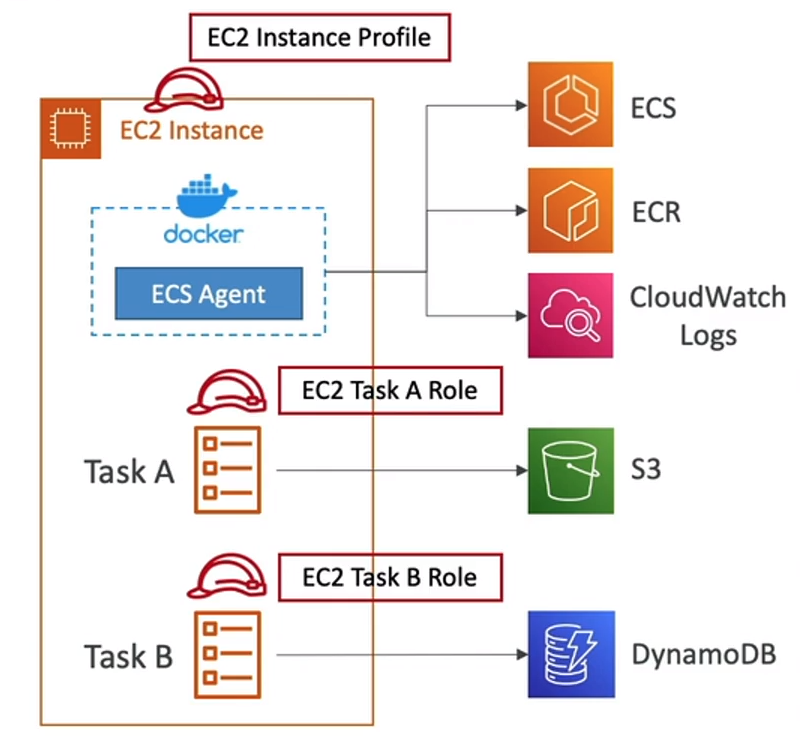 EC2 Instance Profile
EC2 Instance
docker
ECS Agent
ECS
ECR
CloudWatch
Logs
EC2 Task A Role
Task A
S3
EC2 Task B Role
Task B
DynamoDB